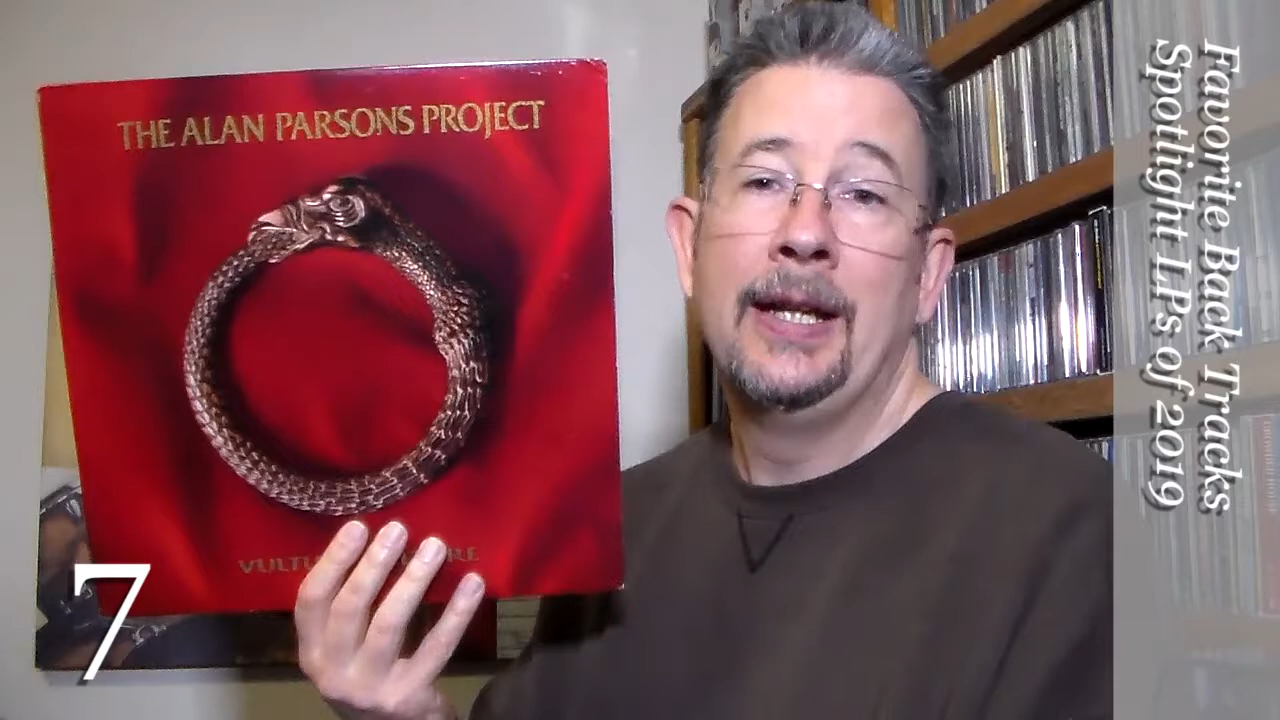 THE ALAN PARSONS PROJECT
7
Favorite Back Tracks
Spotlight LPs of 2019